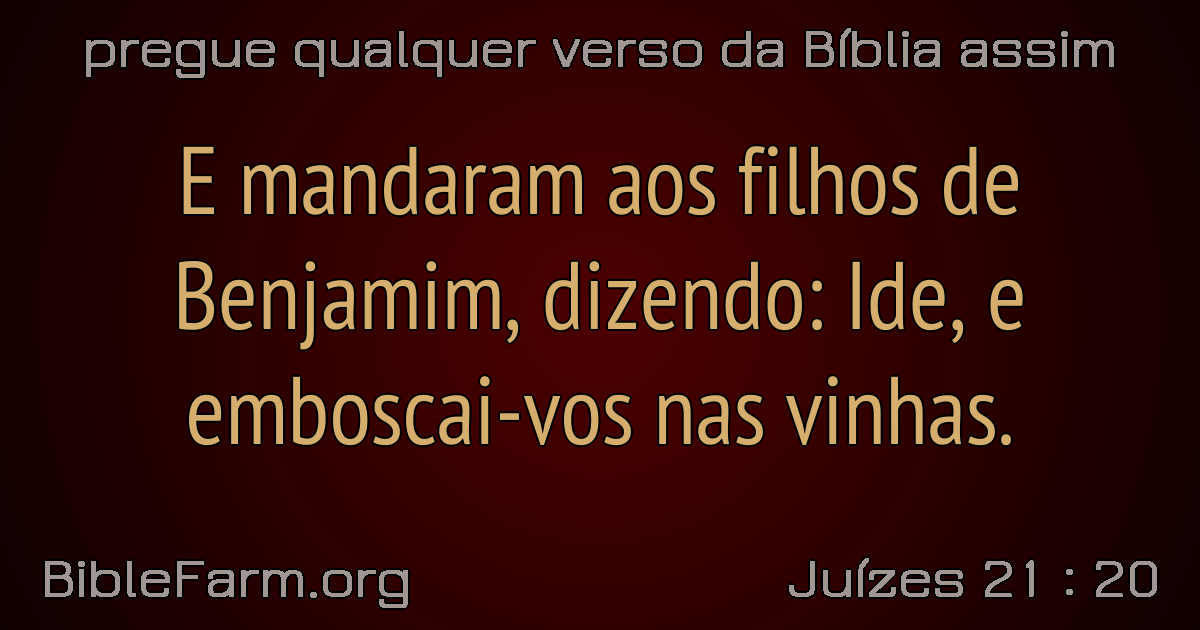 pregue qualquer verso da Bíblia assim
E mandaram aos filhos de
Benjamim, dizendo: Ide, e
emboscai-vos nas vinhas.
BibleFarm.org
Juízes 21 : 20